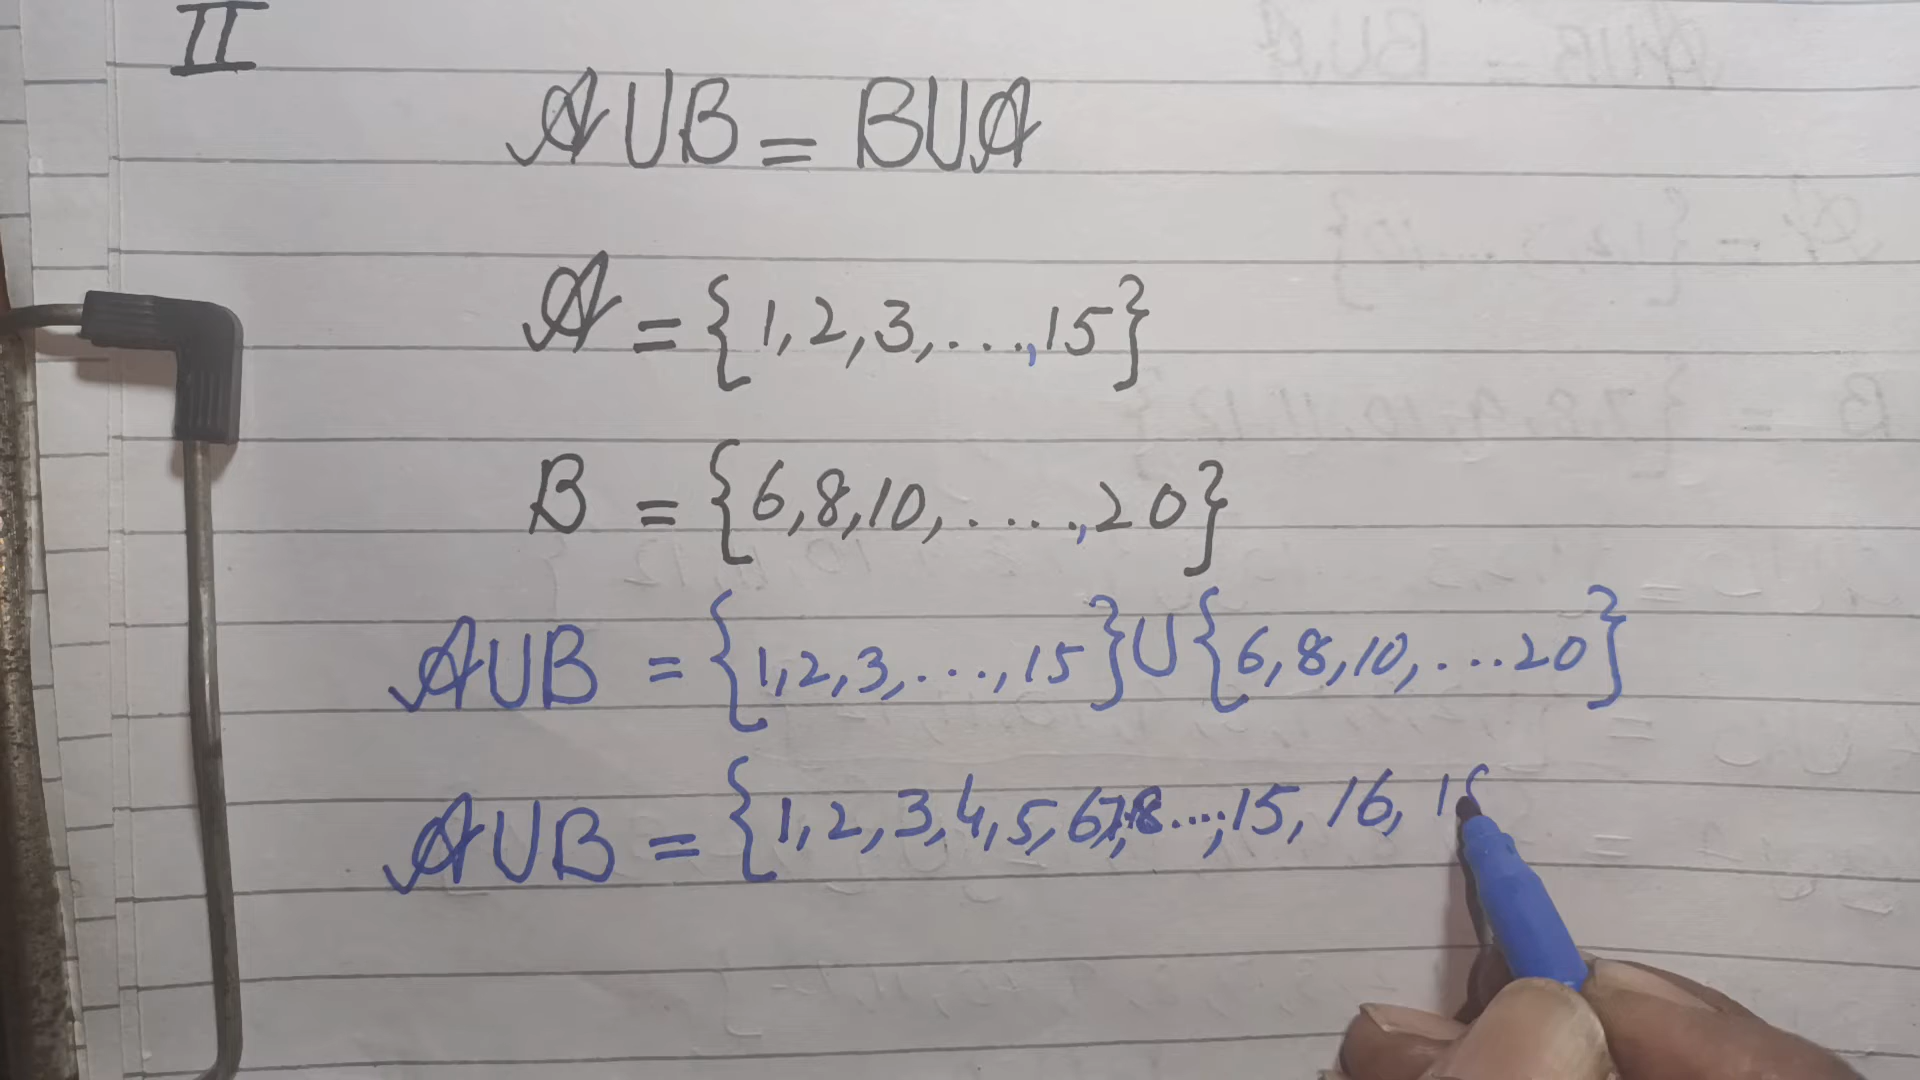 II
A∪B = B∪A
A = {1,2,3,...,15}
B = {6,8,10,....,20}
A∪B = {1,2,3,...,15}∪{6,8,10,...20}
A∪B = {1,2,3,4,5,6,7,8...,15,16,